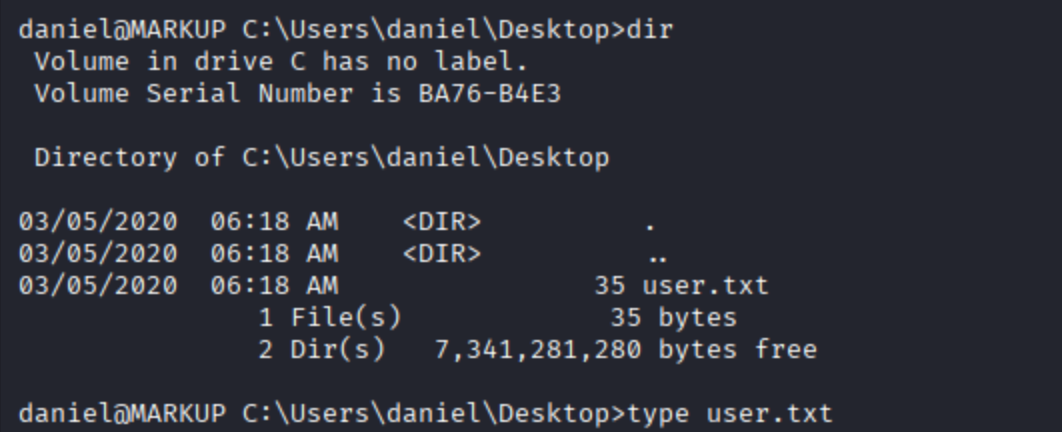 daniel@MARKUP C:\Users\daniel\Desktop>dir
 Volume in drive C has no label.
 Volume Serial Number is BA76-B4E3
 Directory of C:\Users\daniel\Desktop
03/05/2020  06:18 AM    <DIR>          .
03/05/2020  06:18 AM    <DIR>          ..
03/05/2020  06:18 AM                35 user.txt
               1 File(s)             35 bytes
               2 Dir(s)   7,341,281,280 bytes free
daniel@MARKUP C:\Users\daniel\Desktop>type user.txt